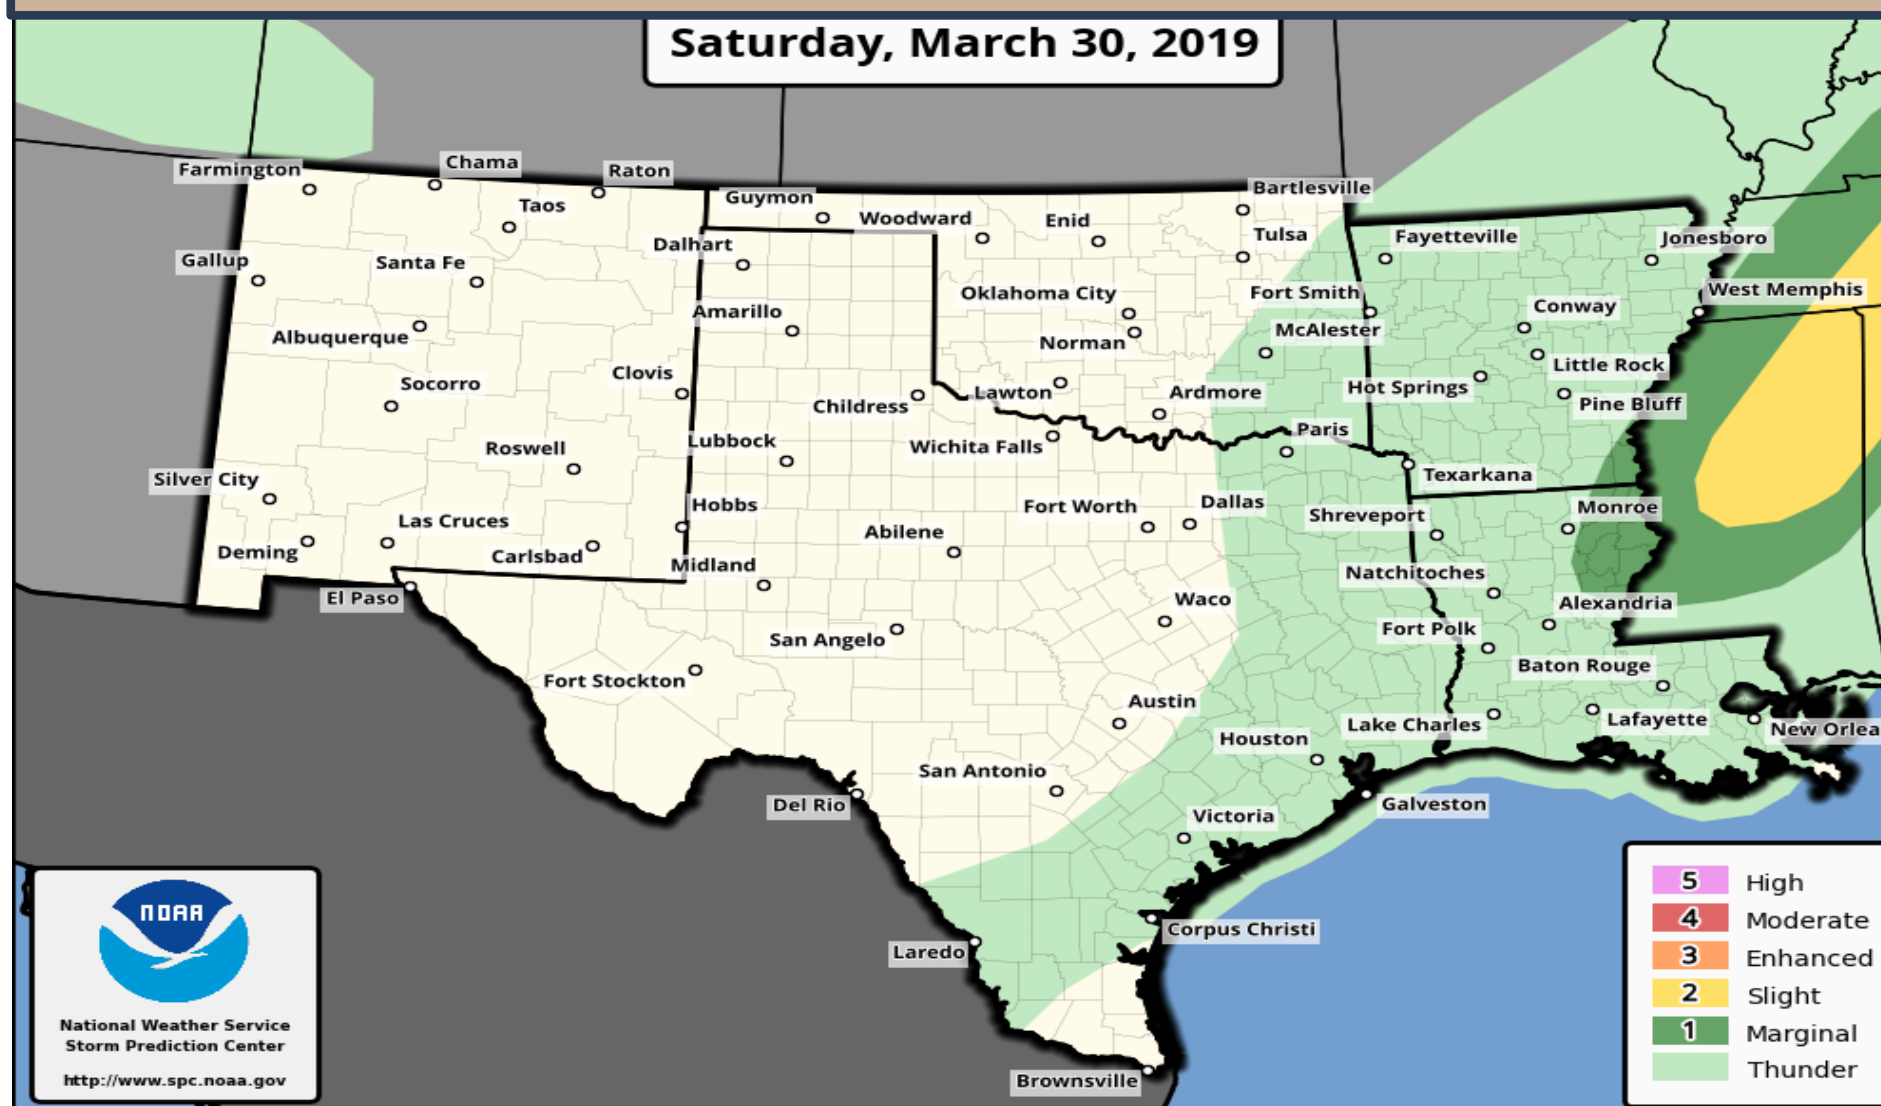 Saturday, March 30, 2019
Farmington
Chama
Raton
Taos
Guymon
Woodward
Enid
Bartlesville
Tulsa
Fayetteville
Jonesboro
Gallup
Santa Fe
Dalhart
Oklahoma City
Fort Smith
West Memphis
Albuquerque
Amarillo
Norman
McAlester
Conway
Little Rock
Socorro
Clovis
Childress
Lawton
Ardmore
Hot Springs
Pine Bluff
Roswell
Lubbock
Wichita Falls
Paris
Texarkana
Silver City
Las Cruces
Hobbs
Fort Worth
Dallas
Shreveport
Monroe
Deming
Carlsbad
Midland
Abilene
Natchitoches
El Paso
Waco
Alexandria
San Angelo
Fort Polk
Fort Stockton
Baton Rouge
Austin
Lake Charles
Lafayette
New Orlea
Houston
San Antonio
Del Rio
Galveston
Victoria
Corpus Christi
Laredo
Brownsville
NOAA
National Weather Service
Storm Prediction Center
http://www.spc.noaa.gov
5 High
4 Moderate
3 Enhanced
2 Slight
1 Marginal
Thunder